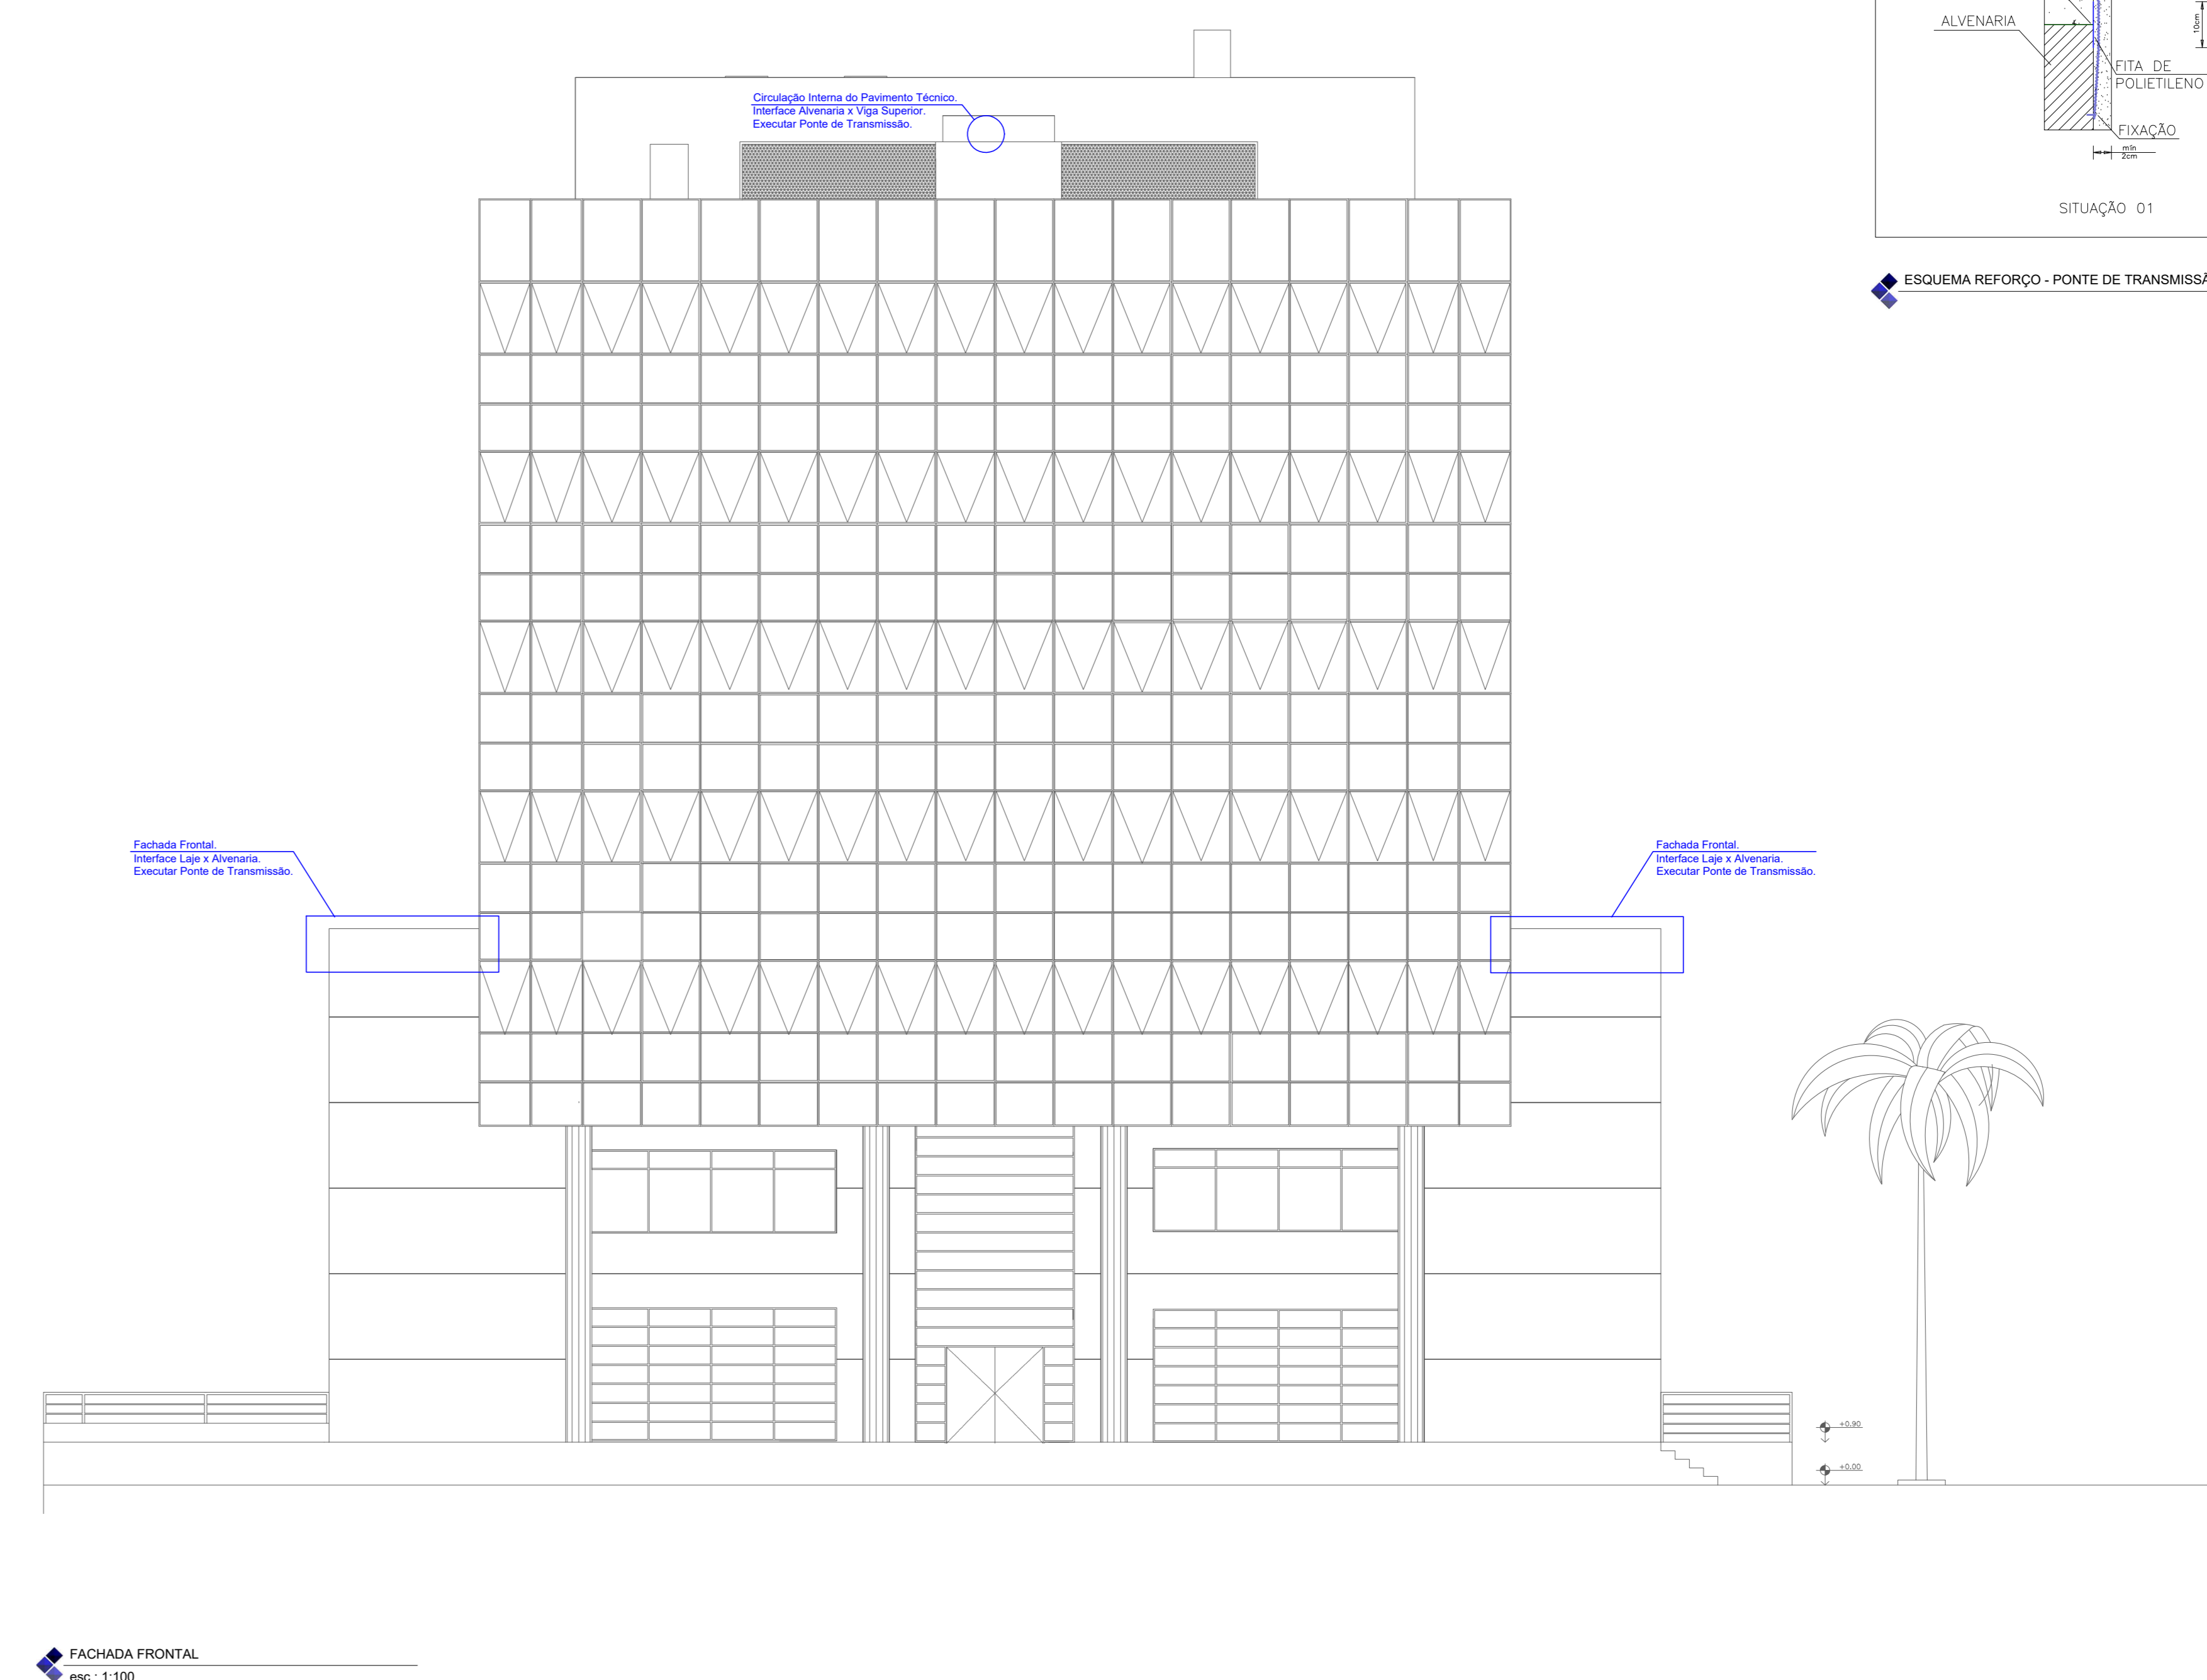 ALVENARIA
10cm
FITA DE
POLIETILENO
FIXAÇÃO
mín
2cm
SITUAÇÃO 01
ESQUEMA REFORÇO - PONTE DE TRANSMISSÃ
Circulação Interna do Pavimento Técnico.
Interface Alvenaria x Viga Superior.
Executar Ponte de Transmissão.
Fachada Frontal.
Interface Laje x Alvenaria.
Executar Ponte de Transmissão.
Fachada Frontal.
Interface Laje x Alvenaria.
Executar Ponte de Transmissão.
+0.90
+0.00
FACHADA FRONTAL
esc : 1:100